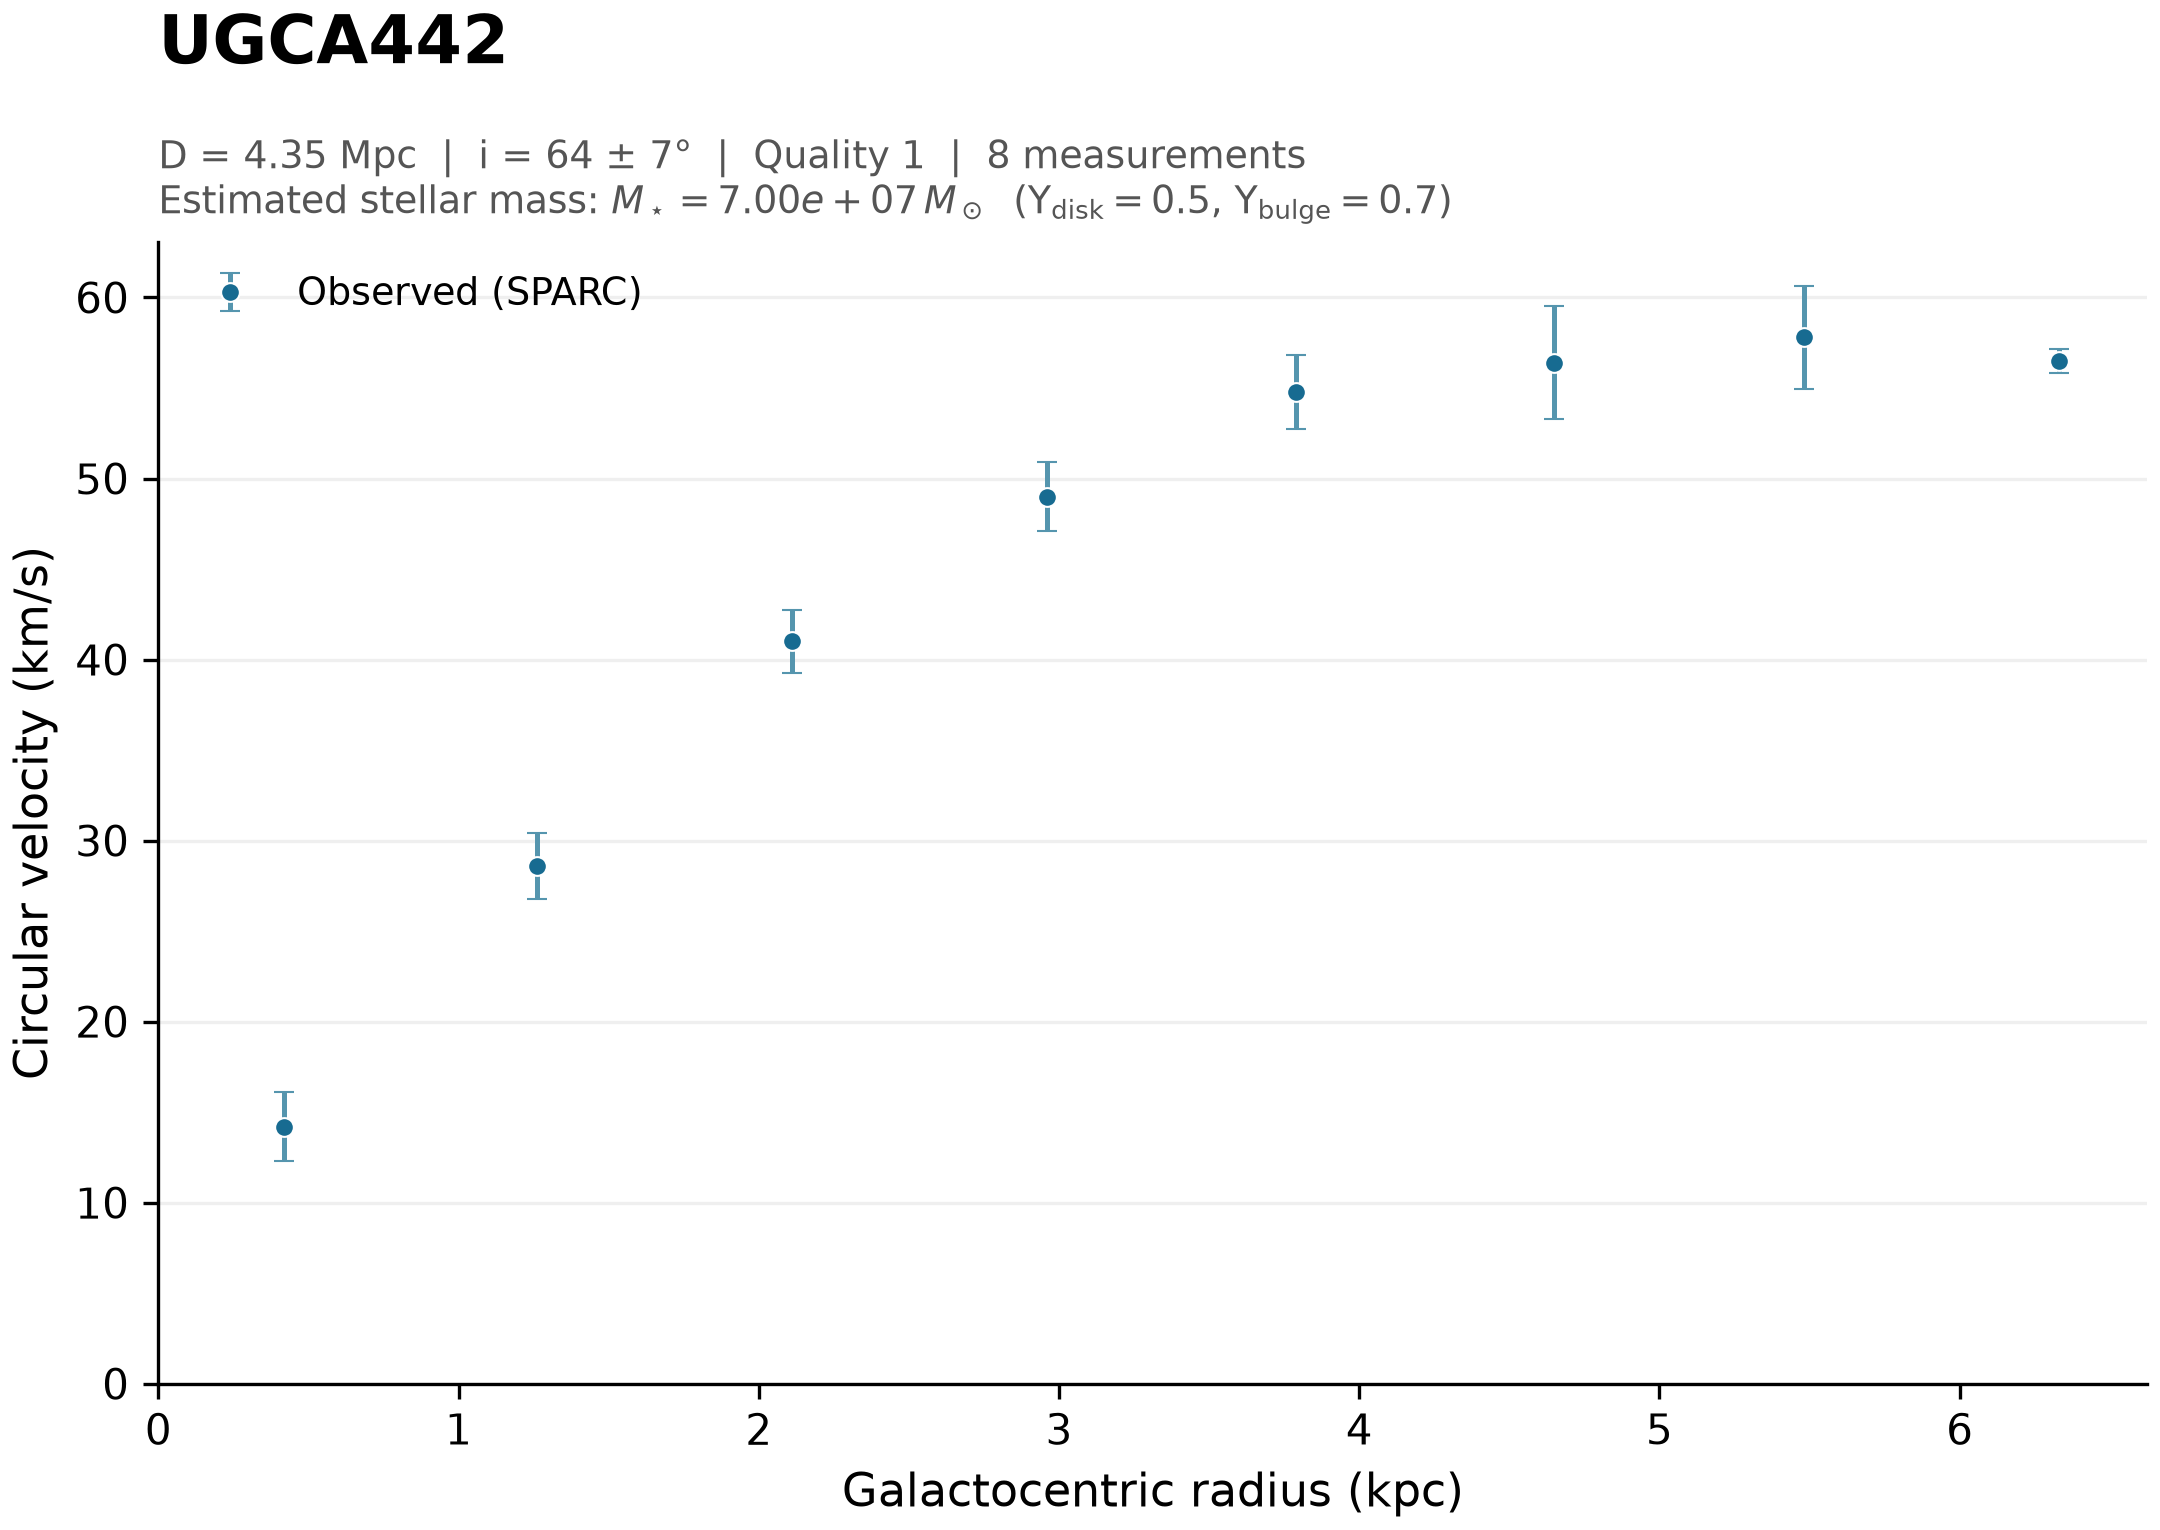 UGCA442
D = 4.35 Mpc | i = 64 ± 7° | Quality 1 | 8 measurements
Estimated stellar mass: M⋆ = 7.00e + 07 M⊙ (Υdisk = 0.5, Υbulge = 0.7)
Observed (SPARC)
60
50
40
30
20
10
0
Circular velocity (km/s)
0 1 2 3 4 5 6
Galactocentric radius (kpc)